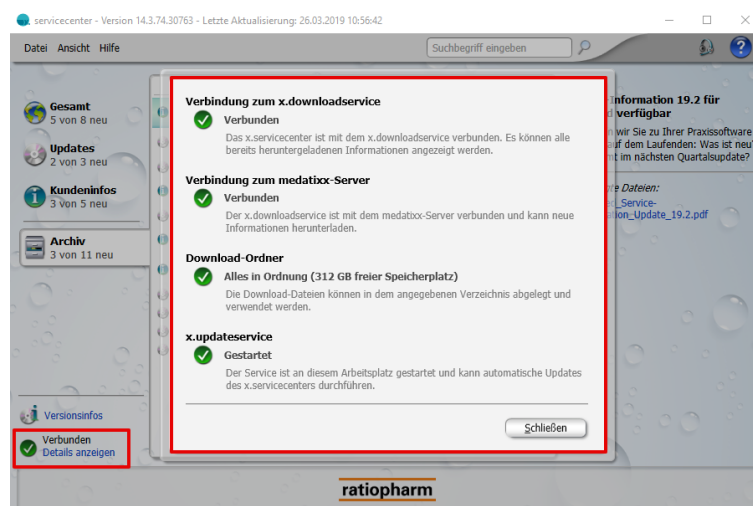 servicecenter - Version 14.3.74.30763 - Letzte Aktualisierung: 26.03.2019 10:56:42
Datei Ansicht Hilfe
Suchbegriff eingeben
Gesamt
5 von 8 neu
Updates
2 von 3 neu
Kundeninfos
3 von 5 neu
Archiv
3 von 11 neu
Versionsinfos
Verbunden
Details anzeigen
Verbindung zum x.downloadservice
Verbunden
Das x.servicecenter ist mit dem x.downloadservice verbunden. Es können alle
bereits heruntergeladenen Informationen angezeigt werden.
Verbindung zum medatixx-Server
Verbunden
Der x.downloadservice ist mit dem medatixx-Server verbunden und kann neue
Informationen herunterladen.
Download-Ordner
Alles in Ordnung (312 GB freier Speicherplatz)
Die Download-Dateien können in dem angegebenen Verzeichnis abgelegt und
verwendet werden.
x.updateservice
Gestartet
Der Service ist an diesem Arbeitsplatz gestartet und kann automatische Updates
des x.servicecenters durchführen.
Schließen
Information 19.2 für
verfügbar
wir Sie zu Ihrer Praxissoftware
auf dem Laufenden: Was ist neu?
im nächsten Quartalsupdate?
Dateien:
_Service-
_Update_19.2.pdf
ratiopharm